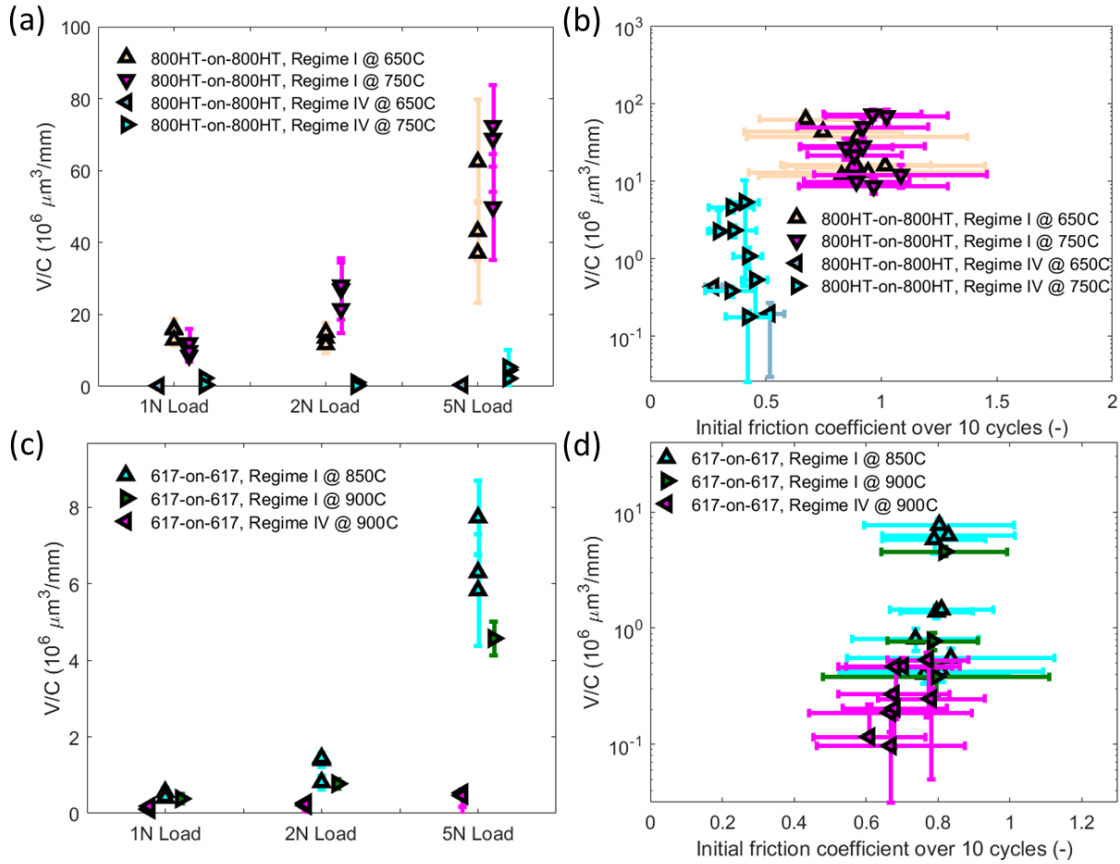 (a)
100
80
60
40
20
0
V/C (10⁶ μm³/mm)
800HT-on-800HT, Regime I @ 650C
800HT-on-800HT, Regime I @ 750C
800HT-on-800HT, Regime IV @ 650C
800HT-on-800HT, Regime IV @ 750C
1N Load 2N Load 5N Load
(b)
10³
10²
10¹
10⁰
10⁻¹
V/C (10⁶ μm³/mm)
800HT-on-800HT, Regime I @ 650C
800HT-on-800HT, Regime I @ 750C
800HT-on-800HT, Regime IV @ 650C
800HT-on-800HT, Regime IV @ 750C
0 0.5 1 1.5 2
Initial friction coefficient over 10 cycles (-)
(c)
8
6
4
2
0
V/C (10⁶ μm³/mm)
617-on-617, Regime I @ 850C
617-on-617, Regime I @ 900C
617-on-617, Regime IV @ 900C
1N Load 2N Load 5N Load
(d)
10¹
10⁰
10⁻¹
V/C (10⁶ μm³/mm)
617-on-617, Regime I @ 850C
617-on-617, Regime I @ 900C
617-on-617, Regime IV @ 900C
0 0.2 0.4 0.6 0.8 1 1.2
Initial friction coefficient over 10 cycles (-)